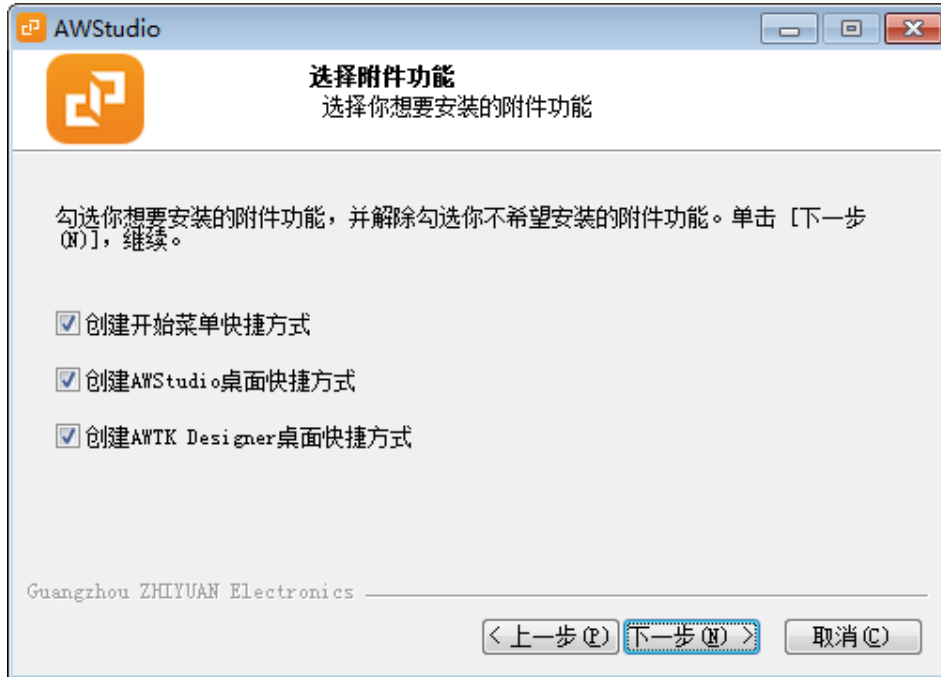 AWStudio
选择附件功能
选择你想要安装的附件功能
勾选你想要安装的附件功能，并解除勾选你不希望安装的附件功能。单击 [下一步
(N)]，继续。
创建开始菜单快捷方式
创建AWStudio桌面快捷方式
创建AWTK Designer桌面快捷方式
Guangzhou ZHIYUAN Electronics
< 上一步(P) 下一步(N) > 取消(C)